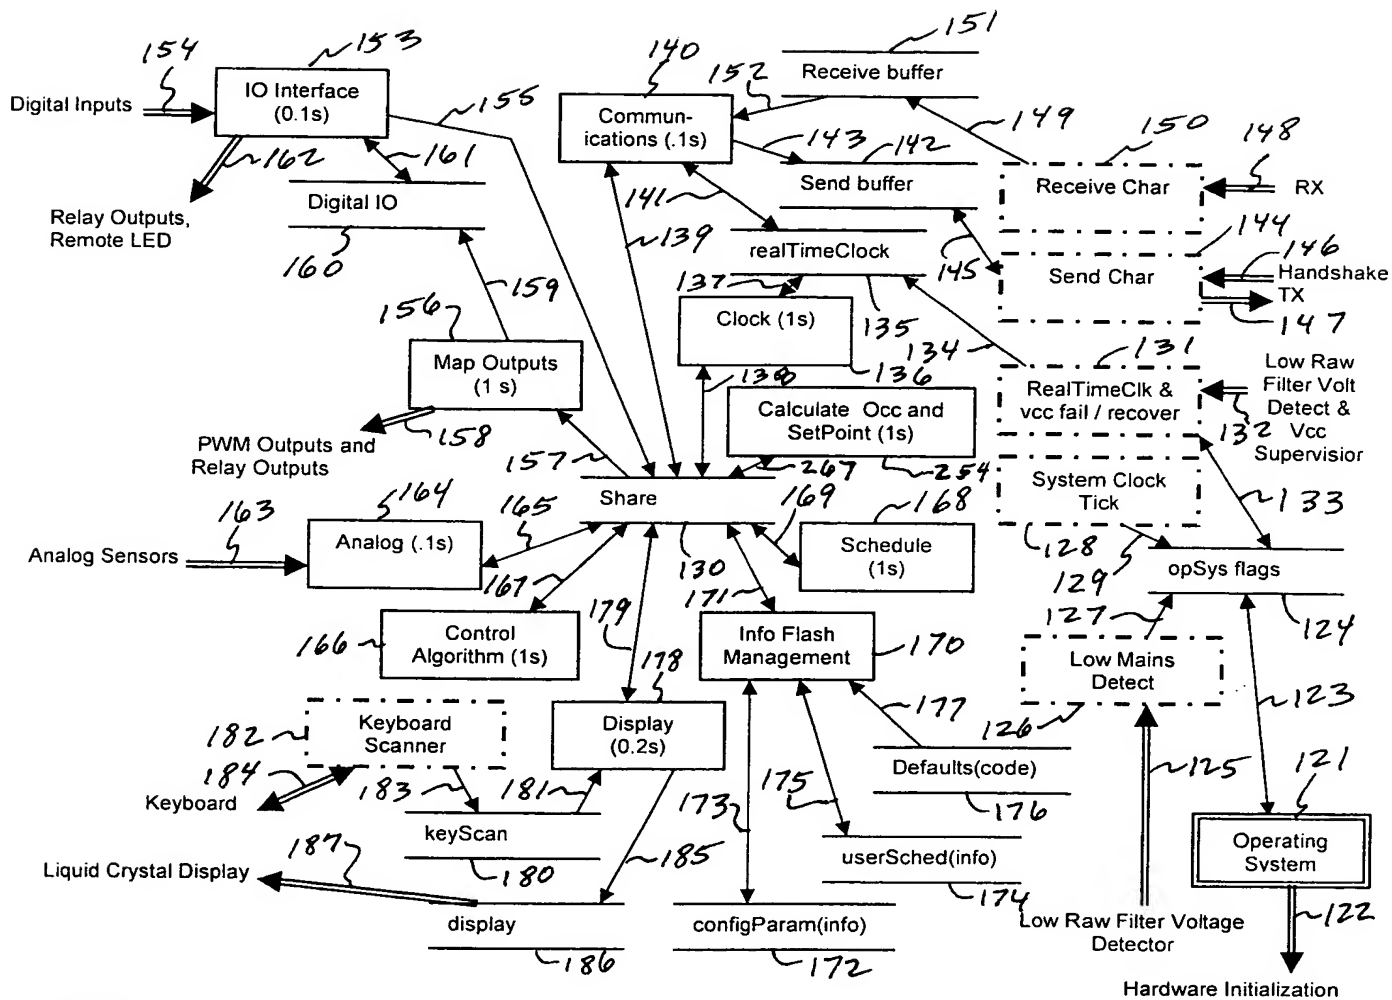 154
153
140
151
Digital Inputs
IO Interface
(0.1s)
155
152
Receive buffer
Commun-
ications (.1s)
143
142
149
150
148
162
161
Digital IO
Send buffer
Receive Char
RX
Relay Outputs,
Remote LED
160
141
139
145
144
146
realTimeClock
Send Char
Handshake
TX
147
159
137
156
Clock (1s)
135
134
131
Map Outputs
(1 s)
138
136
RealTimeClk &
vcc fail / recover
Low Raw
Filter Volt
Detect &
Vcc
Supervisior
132
158
PWM Outputs and
Relay Outputs
157
Calculate Occ and
SetPoint (1s)
267
254
System Clock
Tick
133
163
164
165
Share
169
168
Analog Sensors
Analog (.1s)
130
Schedule
(1s)
128
129
opSys flags
167
179
171
127
124
166
Control
Algorithm (1s)
178
Info Flash
Management
170
Low Mains
Detect
123
182
Keyboard
Scanner
Display
(0.2s)
177
126
184
Keyboard
183
181
173
175
Defaults(code)
176
125
121
keyScan
180
185
userSched(info)
174
Operating
System
187
Liquid Crystal Display
display
186
configParam(info)
172
Low Raw Filter Voltage
Detector
122
Hardware Initialization